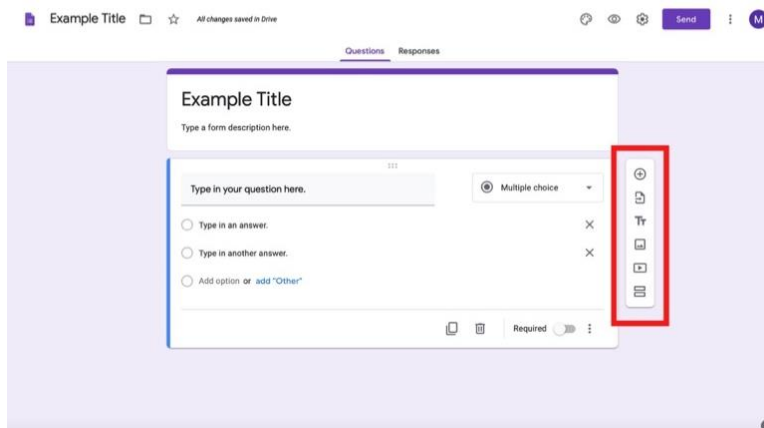 Example Title
All changes saved in Drive
Send
M
Questions Responses
Example Title
Type a form description here.
Type in your question here.
Multiple choice
Type in an answer.
Type in another answer.
Add option or add "Other"
Required
Tт